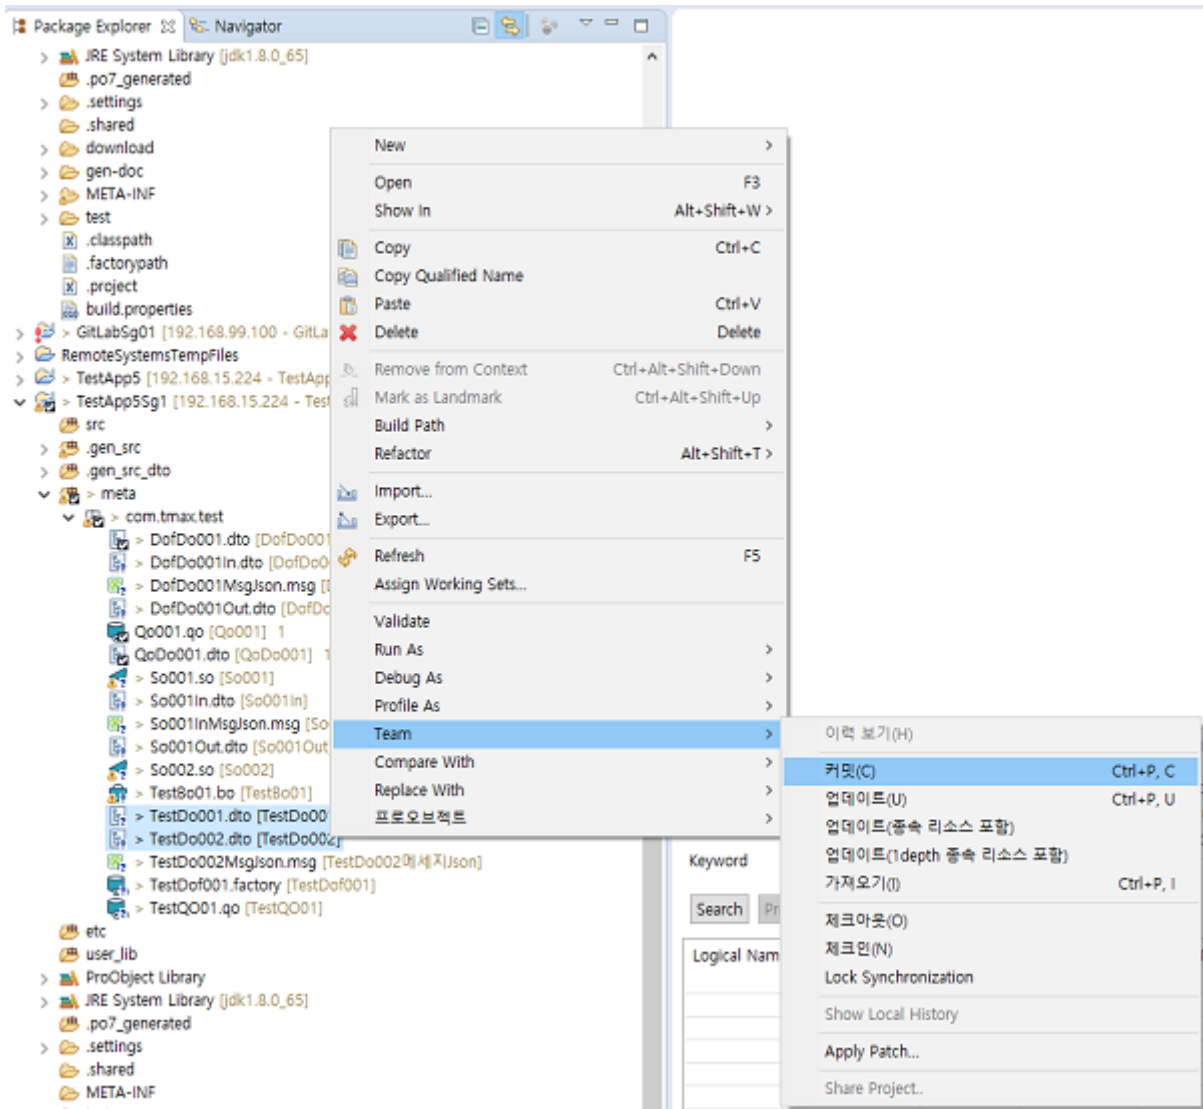 Package Explorer
Navigator
JRE System Library [jdk1.8.0_65]
.po7_generated
.settings
.shared
download
gen-doc
META-INF
test
.classpath
.factorypath
.project
build.properties
> GitLabSg01 [192.168.99.100 - GitLa
RemoteSystemsTempFiles
> TestApp5 [192.168.15.224 - TestApp
> TestApp5Sg1 [192.168.15.224 - Test
src
.gen_src
.gen_src_dto
> meta
> com.tmax.test
> DofDo001.dto [DofDo001
> DofDo001In.dto [DofDo0
> DofDo001MsgJson.msg [
> DofDo001Out.dto [DofDo
Qo001.qo [Qo001] 1
QoDo001.dto [QoDo001] 1
> So001.so [So001]
> So001In.dto [So001In]
> So001InMsgJson.msg [So
> So001Out.dto [So001Out
> So002.so [So002]
> TestBo01.bo [TestBo01]
> TestDo001.dto [TestDo00
> TestDo002.dto [TestDo002]
> TestDo002MsgJson.msg [TestDo002메세지Json]
> TestDof001.factory [TestDof001]
> TestQO01.qo [TestQO01]
etc
user_lib
ProObject Library
JRE System Library [jdk1.8.0_65]
.po7_generated
.settings
.shared
META-INF
New
Open F3
Show In Alt+Shift+W >
Copy Ctrl+C
Copy Qualified Name
Paste Ctrl+V
Delete Delete
Remove from Context Ctrl+Alt+Shift+Down
Mark as Landmark Ctrl+Alt+Shift+Up
Build Path
Refactor Alt+Shift+T >
Import...
Export...
Refresh F5
Assign Working Sets...
Validate
Run As
Debug As
Profile As
Team
Compare With
Replace With
프로오브젝트
이력 보기(H)
커밋(C) Ctrl+P, C
업데이트(U) Ctrl+P, U
업데이트(종속 리소스 포함)
업데이트(1depth 종속 리소스 포함)
가져오기(I) Ctrl+P, I
체크아웃(O)
체크인(N)
Lock Synchronization
Show Local History
Apply Patch...
Share Project..
Keyword
Search Pr
Logical Nam